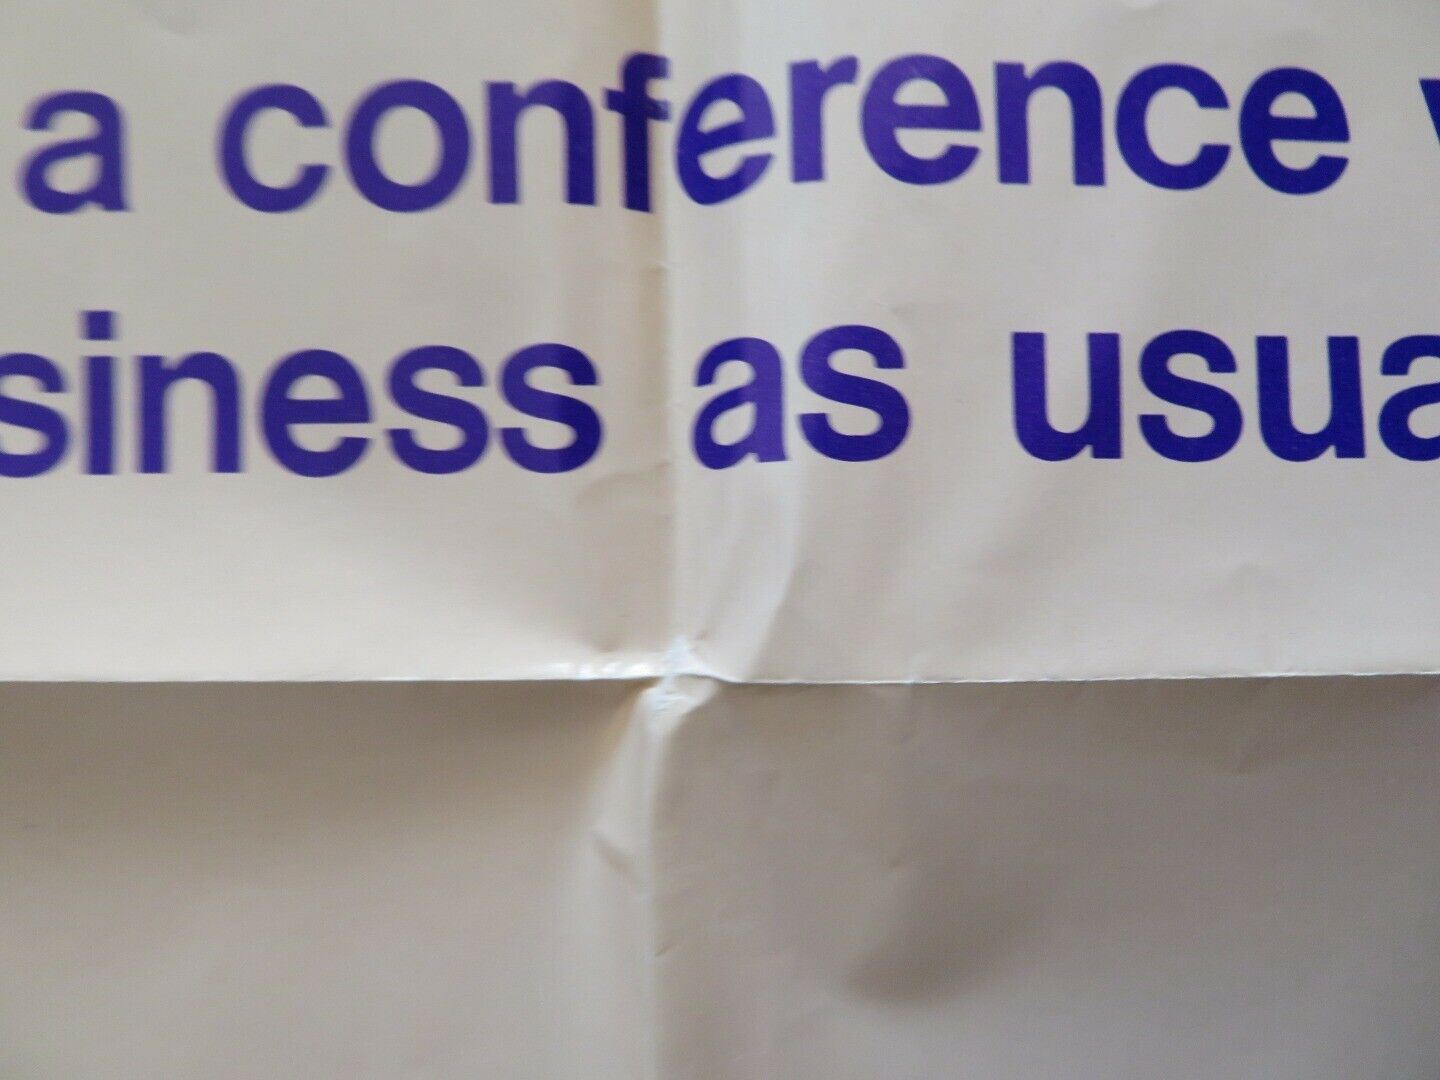 a conference
siness as usua